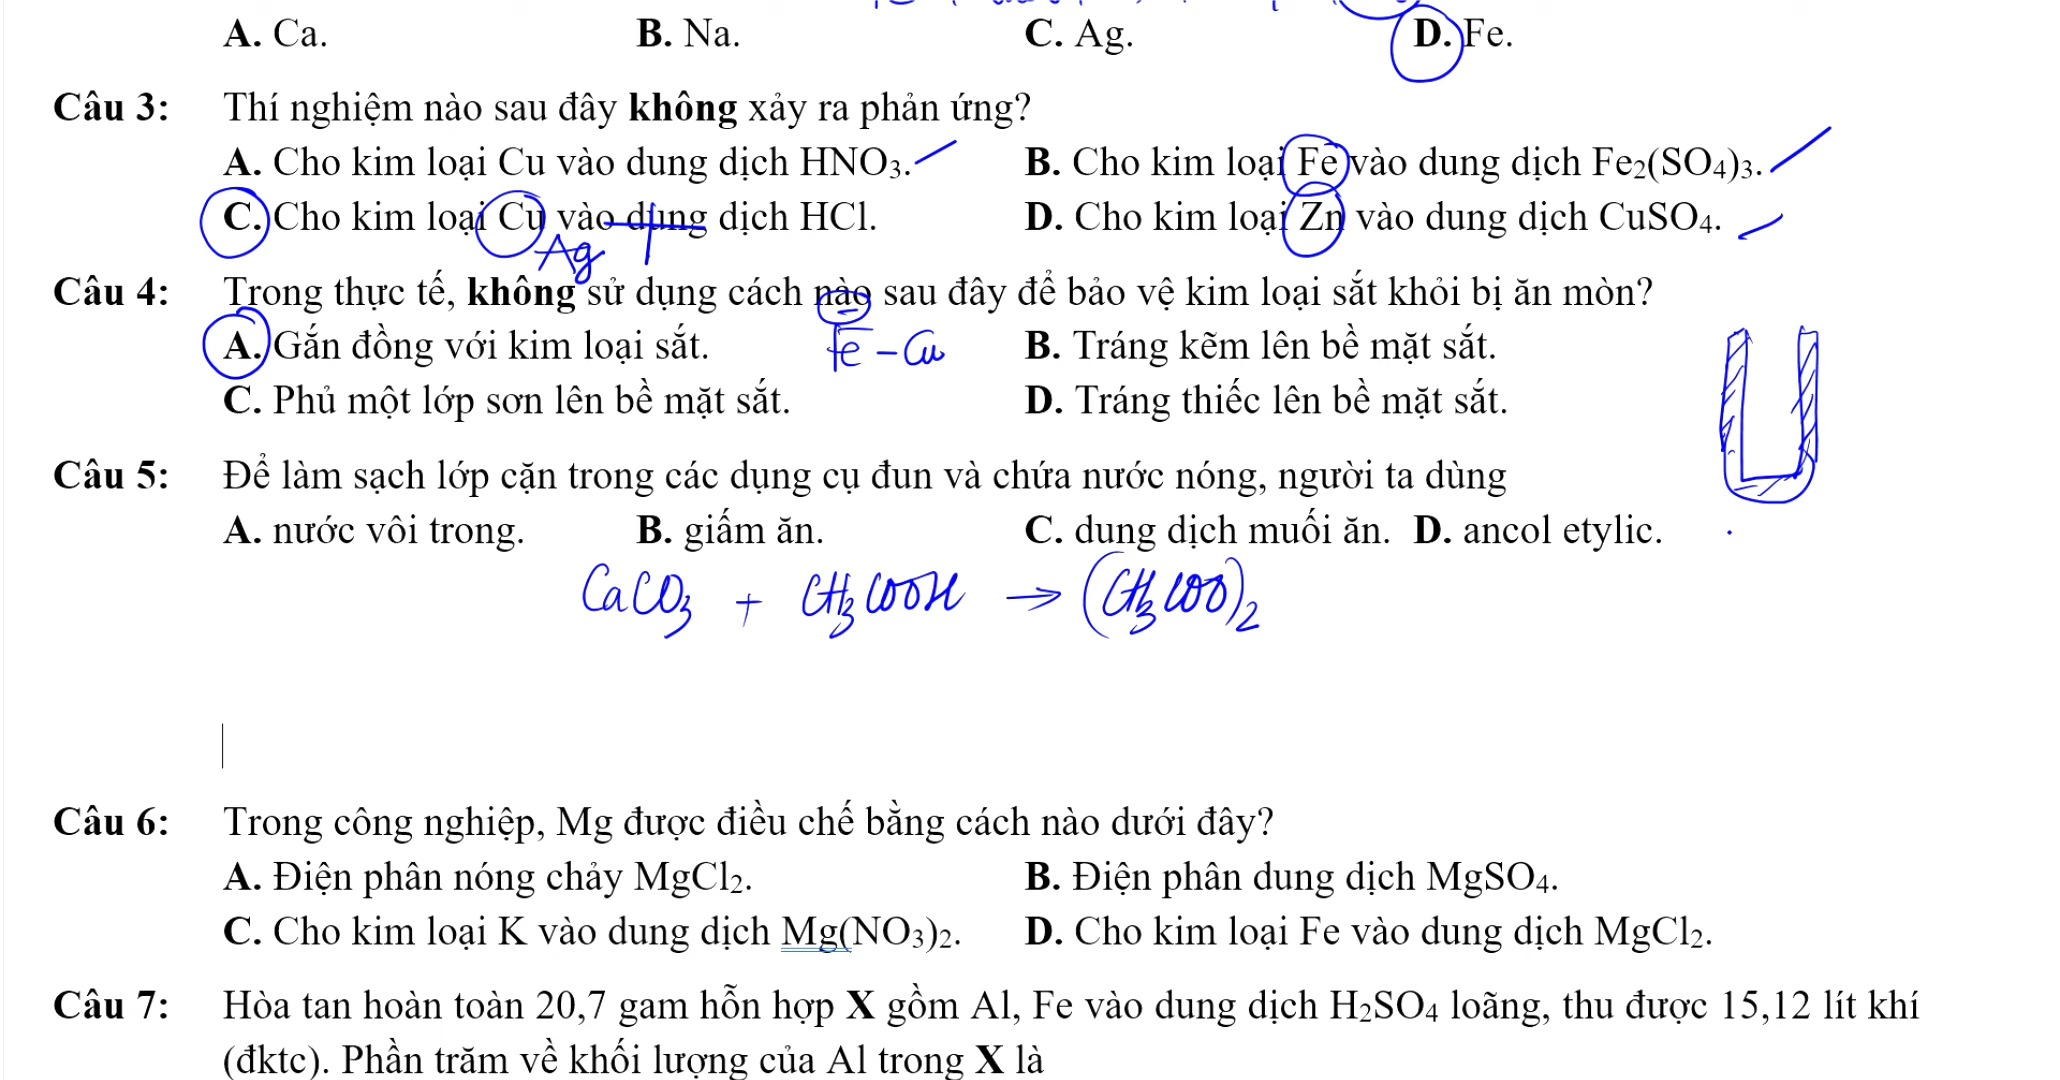 A. Ca. B. Na. C. Ag. D. Fe.
Câu 3: Thí nghiệm nào sau đây không xảy ra phản ứng?
A. Cho kim loại Cu vào dung dịch HNO₃. B. Cho kim loại Fe vào dung dịch Fe₂(SO₄)₃.
C. Cho kim loại Cu vào dung dịch HCl. D. Cho kim loại Zn vào dung dịch CuSO₄.
Ag
Câu 4: Trong thực tế, không sử dụng cách nào sau đây để bảo vệ kim loại sắt khỏi bị ăn mòn?
A. Gắn đồng với kim loại sắt. Fe - Cu B. Tráng kẽm lên bề mặt sắt.
C. Phủ một lớp sơn lên bề mặt sắt. D. Tráng thiếc lên bề mặt sắt.
Câu 5: Để làm sạch lớp cặn trong các dụng cụ đun và chứa nước nóng, người ta dùng
A. nước vôi trong. B. giấm ăn. C. dung dịch muối ăn. D. ancol etylic.
CaCO₃ + CH₃COOH → (CH₃COO)₂
Câu 6: Trong công nghiệp, Mg được điều chế bằng cách nào dưới đây?
A. Điện phân nóng chảy MgCl₂. B. Điện phân dung dịch MgSO₄.
C. Cho kim loại K vào dung dịch Mg(NO₃)₂. D. Cho kim loại Fe vào dung dịch MgCl₂.
Câu 7: Hòa tan hoàn toàn 20,7 gam hỗn hợp X gồm Al, Fe vào dung dịch H₂SO₄ loãng, thu được 15,12 lít khí
(đktc). Phần trăm về khối lượng của Al trong X là